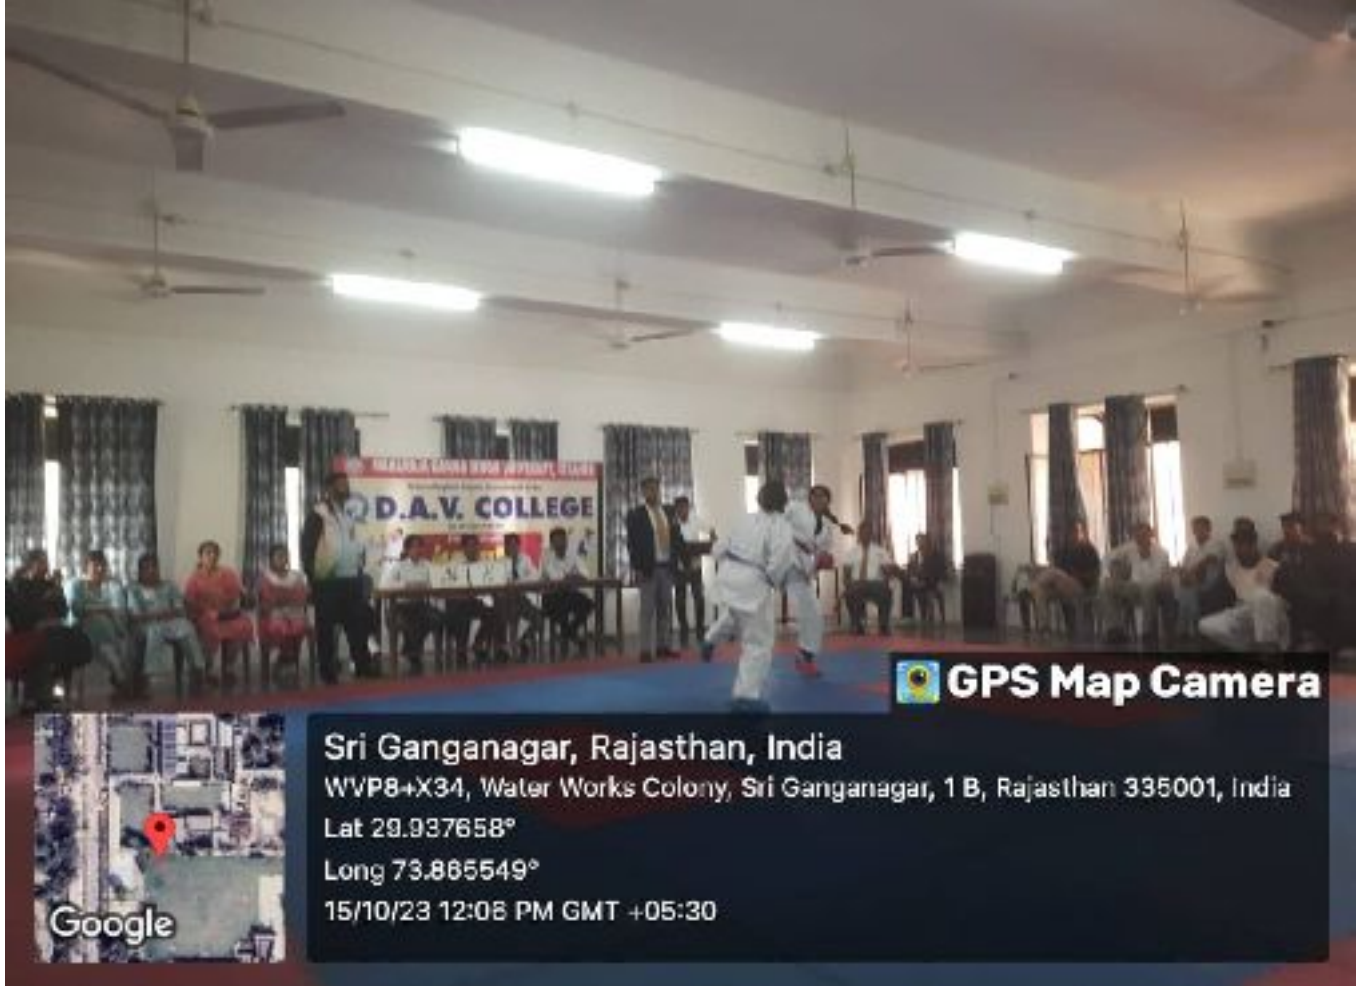 D.A.V. COLLEGE
GPS Map Camera
Sri Ganganagar, Rajasthan, India
WVP8+X34, Water Works Colony, Sri Ganganagar, 1 B, Rajasthan 335001, India
Lat 29.937658°
Long 73.865549°
15/10/23 12:06 PM GMT +05:30
Google